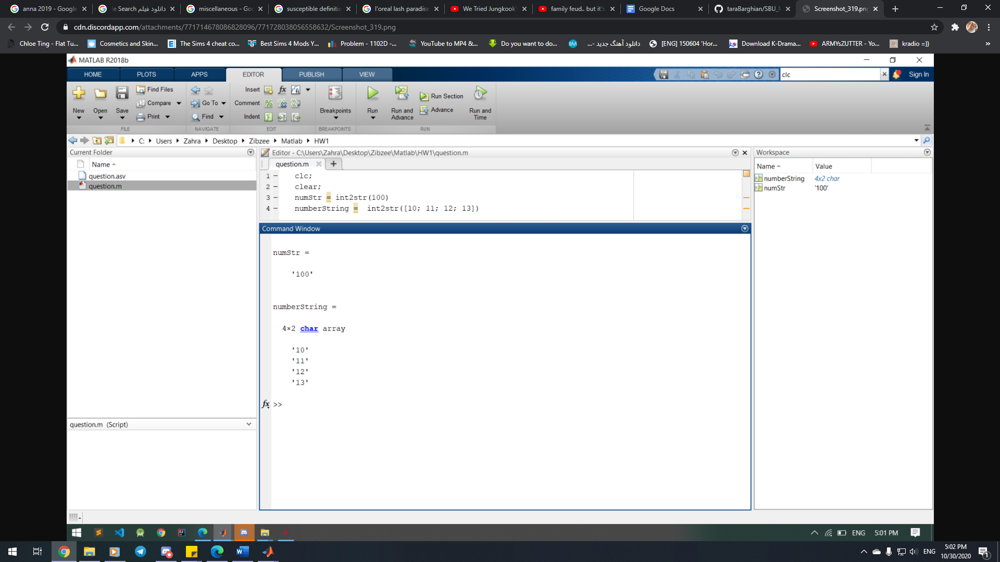 anna 2019 - Google
le Search دانلود فیلم
miscellaneous - Goo
susceptible definitio
l'oreal lash paradise
We Tried Jungkook'
family feud.. but it's
Google Docs
taraBarghian/SBU_M
Screenshot_319.png
cdn.discordapp.com/attachments/771714678086828096/771728038056558632/Screenshot_319.png
Chloe Ting - Flat Tu...
Cosmetics and Skin...
The Sims 4 cheat co...
Best Sims 4 Mods Y...
Problem - 1102D -...
YouTube to MP4 &...
Do you want to do...
دانلود آهنگ جدید -...
[ENG] 150604 'Hor...
Download K-Drama...
ARMYsZUTTER - Yo...
kradio =))
»
MATLAB R2018b
HOME PLOTS APPS EDITOR PUBLISH VIEW
clc
Sign In
New
Open
Save
Find Files
Compare
Print
FILE
Go To
Find
NAVIGATE
Insert
Comment
Indent
EDIT
Breakpoints
BREAKPOINTS
Run
Run and
Advance
Run Section
Advance
Run and
Time
RUN
C: Users Zahra Desktop Zibzee Matlab HW1
Current Folder
Name
question.asv
question.m
question.m (Script)
Editor - C:\Users\Zahra\Desktop\Zibzee\Matlab\HW1\question.m
question.m
1 – clc;
2 – clear;
3 – numStr = int2str(100)
4 – numberString = int2str([10; 11; 12; 13])
Command Window
numStr =
'100'
numberString =
4×2 char array
'10'
'11'
'12'
'13'
fx >>
Workspace
Name Value
numberString 4x2 char
numStr '100'
ENG 5:01 PM
ENG
5:02 PM
10/30/2020
1